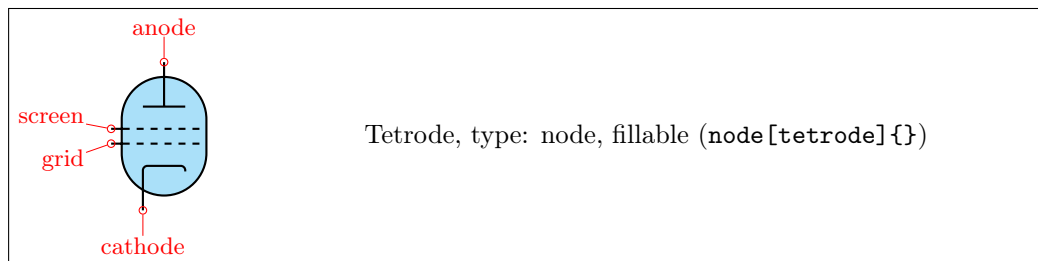 anode
screen
Tetrode, type: node, fillable (node[tetrode]{})
grid
cathode